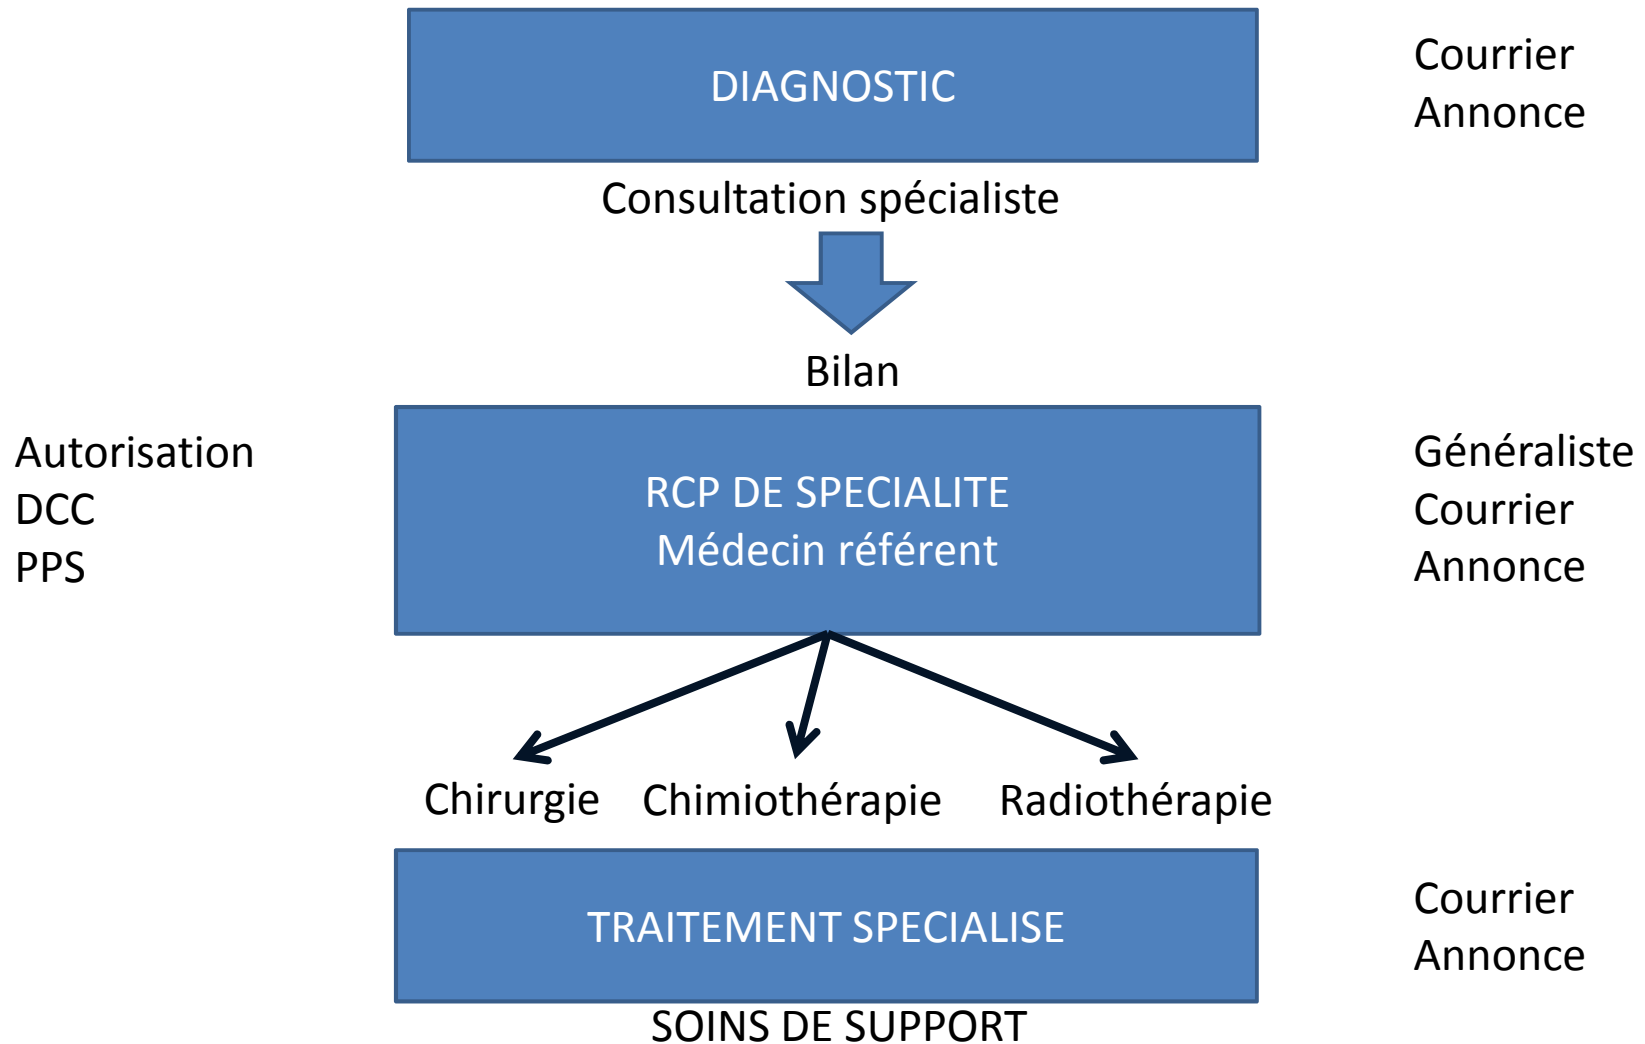 DIAGNOSTIC
Courrier
Annonce
Consultation spécialiste
Bilan
Autorisation
DCC
PPS
RCP DE SPECIALITE
Médecin référent
Généraliste
Courrier
Annonce
Chirurgie
Chimiothérapie
Radiothérapie
TRAITEMENT SPECIALISE
Courrier
Annonce
SOINS DE SUPPORT